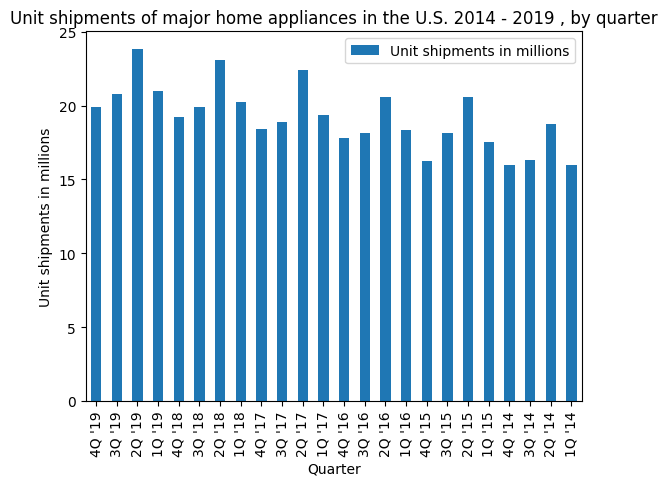 Unit shipments of major home appliances in the U.S. 2014 - 2019 , by quarter
Unit shipments in millions
Unit shipments in millions
25
20
15
10
5
0
4Q '19
3Q '19
2Q '19
1Q '19
4Q '18
3Q '18
2Q '18
1Q '18
4Q '17
3Q '17
2Q '17
1Q '17
4Q '16
3Q '16
2Q '16
1Q '16
4Q '15
3Q '15
2Q '15
1Q '15
4Q '14
3Q '14
2Q '14
1Q '14
Quarter